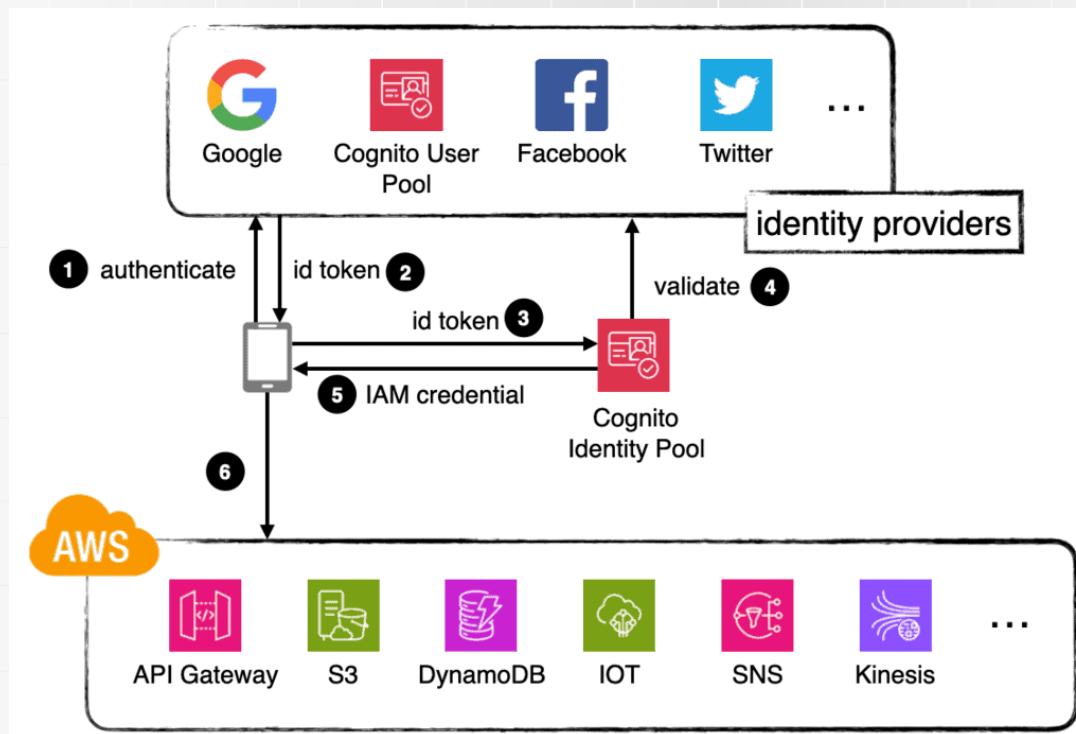 Google
Cognito User
Pool
Facebook
Twitter
...
identity providers
1 authenticate
id token 2
id token 3
validate 4
5 IAM credential
Cognito
Identity Pool
6
AWS
API Gateway
S3
DynamoDB
IOT
SNS
Kinesis
...